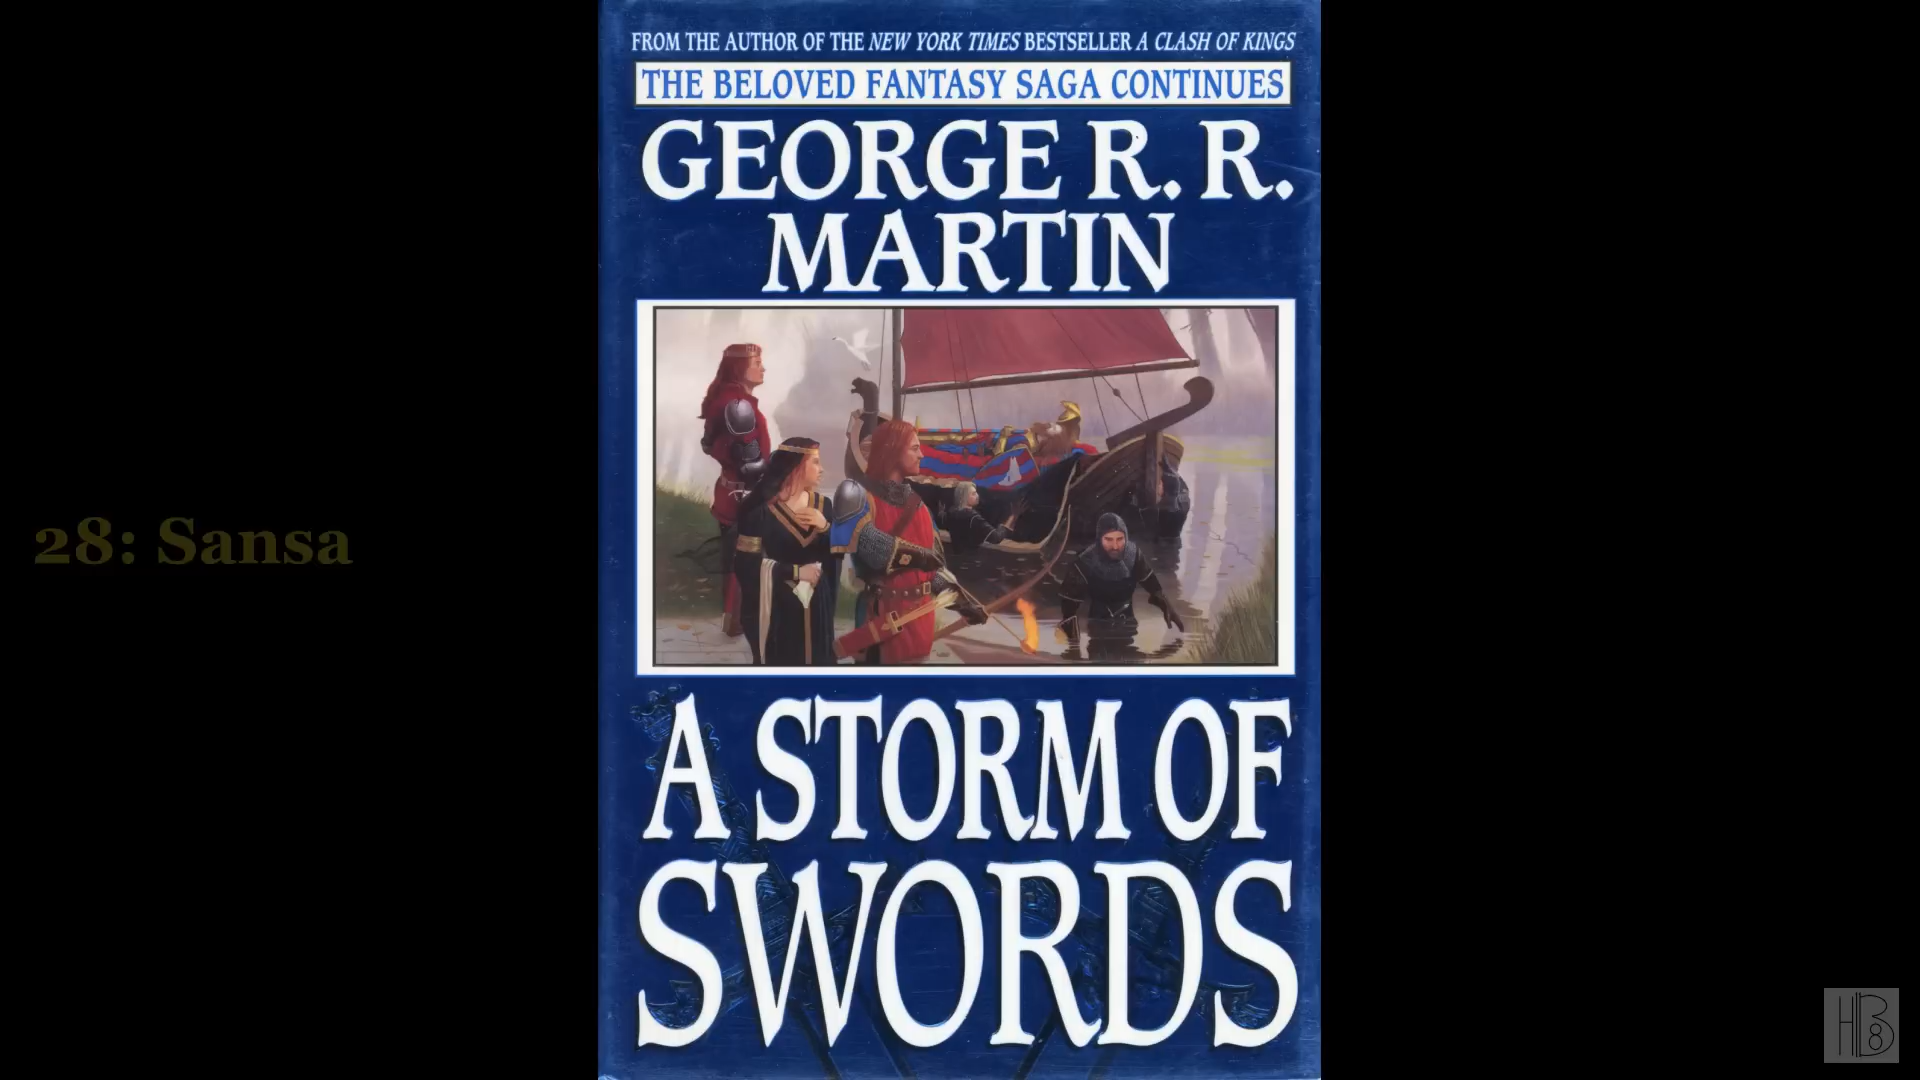 FROM THE AUTHOR OF THE NEW YORK TIMES BESTSELLER A CLASH OF KINGS
THE BELOVED FANTASY SAGA CONTINUES
GEORGE R. R.
MARTIN
28: Sansa
A STORM OF
SWORDS
HB8